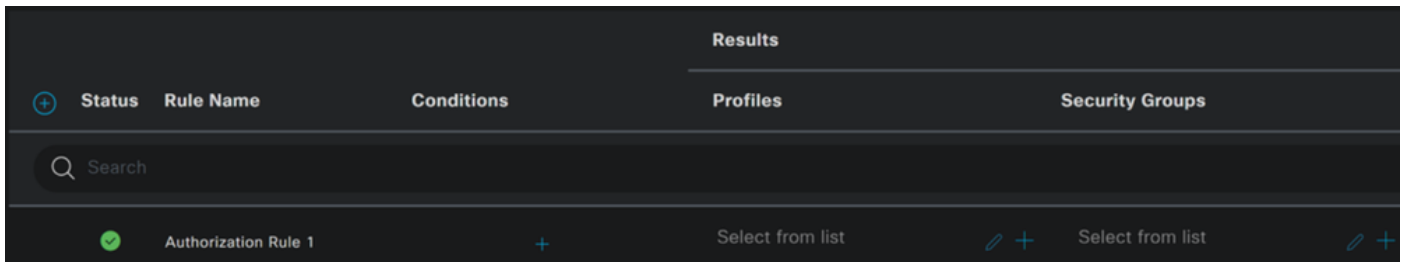 Results
Status Rule Name Conditions Profiles Security Groups
Search
Authorization Rule 1 Select from list Select from list